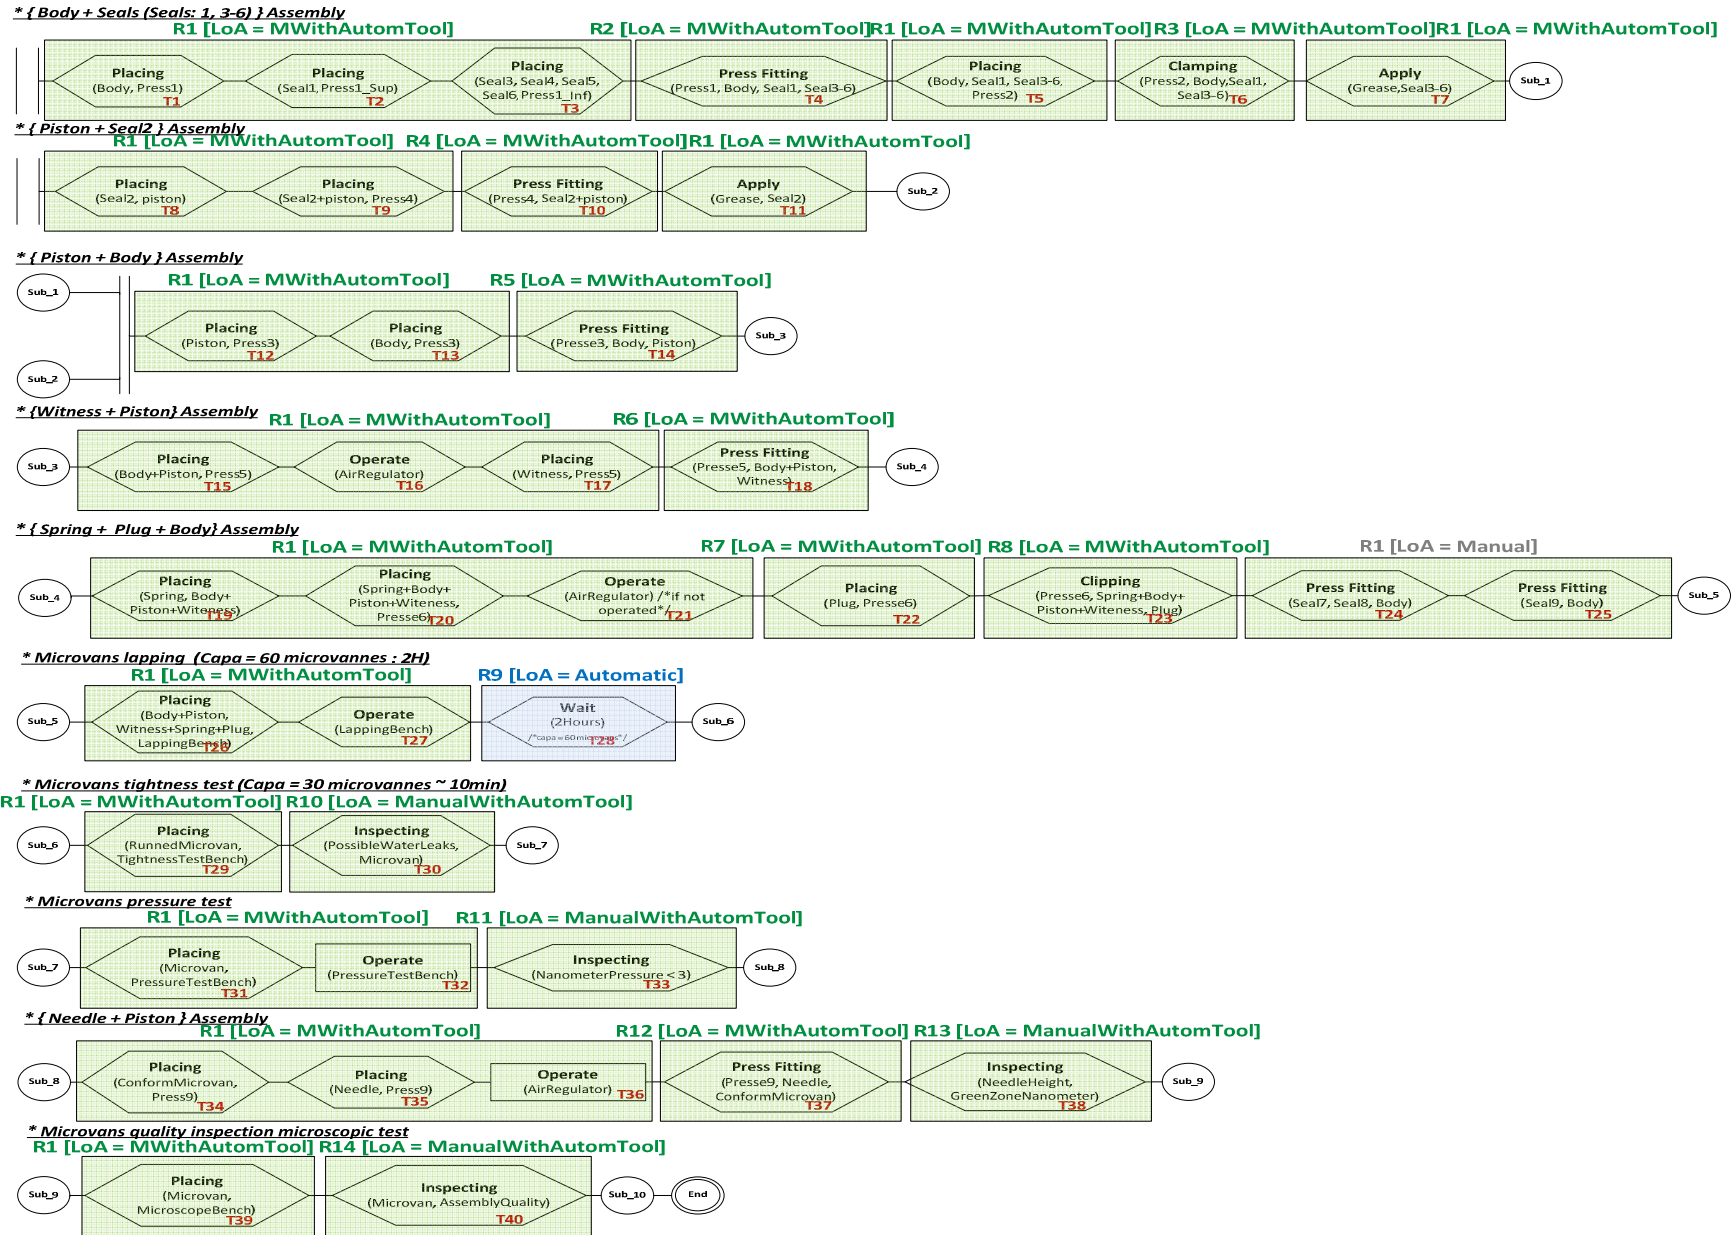 * { Body + Seals (Seals: 1, 3-6) } Assembly
R1 [LoA = MWithAutomTool]
R2 [LoA = MWithAutomTool]
R1 [LoA = MWithAutomTool]
R3 [LoA = MWithAutomTool]
R1 [LoA = MWithAutomTool]
Placing
(Body, Press1)
T1
Placing
(Seal1, Press1_Sup)
T2
Placing
(Seal3, Seal4, Seal5,
Seal6, Press1_Inf)
T3
Press Fitting
(Press1, Body, Seal1, Seal3-6)
T4
Placing
(Body, Seal1, Seal3-6,
Press2)
T5
Clamping
(Press2, Body,Seal1,
Seal3-6)
T6
Apply
(Grease,Seal3-6)
T7
Sub_1
* { Piston + Seal2 } Assembly
R1 [LoA = MWithAutomTool]
R4 [LoA = MWithAutomTool]
R1 [LoA = MWithAutomTool]
Placing
(Seal2, piston)
T8
Placing
(Seal2+piston, Press4)
T9
Press Fitting
(Press4, Seal2+piston)
T10
Apply
(Grease, Seal2)
T11
Sub_2
* { Piston + Body } Assembly
R1 [LoA = MWithAutomTool]
R5 [LoA = MWithAutomTool]
Sub_1
Sub_2
Placing
(Piston, Press3)
T12
Placing
(Body, Press3)
T13
Press Fitting
(Presse3, Body, Piston)
T14
Sub_3
* {Witness + Piston} Assembly
R1 [LoA = MWithAutomTool]
R6 [LoA = MWithAutomTool]
Sub_3
Placing
(Body+Piston, Press5)
T15
Operate
(AirRegulator)
T16
Placing
(Witness, Press5)
T17
Press Fitting
(Presse5, Body+Piston,
Witness)
T18
Sub_4
* { Spring + Plug + Body} Assembly
R1 [LoA = MWithAutomTool]
R7 [LoA = MWithAutomTool]
R8 [LoA = MWithAutomTool]
R1 [LoA = Manual]
Sub_4
Placing
(Spring, Body+
Piston+Witeness)
T19
Placing
(Spring+Body+
Piston+Witeness,
Presse6)
T20
Operate
(AirRegulator) /*if not
operated*/
T21
Placing
(Plug, Presse6)
T22
Clipping
(Presse6, Spring+Body+
Piston+Witeness, Plug)
T23
Press Fitting
(Seal7, Seal8, Body)
T24
Press Fitting
(Seal9, Body)
T25
Sub_5
* Microvans lapping (Capa = 60 microvannes : 2H)
R1 [LoA = MWithAutomTool]
R9 [LoA = Automatic]
Sub_5
Placing
(Body+Piston,
Witness+Spring+Plug,
LappingBench)
T26
Operate
(LappingBench)
T27
Wait
(2Hours)
/*capa=60microvans*/
T28
Sub_6
* Microvans tightness test (Capa = 30 microvannes ~ 10min)
R1 [LoA = MWithAutomTool]
R10 [LoA = ManualWithAutomTool]
Sub_6
Placing
(RunnedMicrovan,
TightnessTestBench)
T29
Inspecting
(PossibleWaterLeaks,
Microvan)
T30
Sub_7
* Microvans pressure test
R1 [LoA = MWithAutomTool]
R11 [LoA = ManualWithAutomTool]
Sub_7
Placing
(Microvan,
PressureTestBench)
T31
Operate
(PressureTestBench)
T32
Inspecting
(NanometerPressure < 3)
T33
Sub_8
* { Needle + Piston } Assembly
R1 [LoA = MWithAutomTool]
R12 [LoA = MWithAutomTool]
R13 [LoA = ManualWithAutomTool]
Sub_8
Placing
(ConformMicrovan,
Press9)
T34
Placing
(Needle, Press9)
T35
Operate
(AirRegulator)
T36
Press Fitting
(Presse9, Needle,
ConformMicrovan)
T37
Inspecting
(NeedleHeight,
GreenZoneNanometer)
T38
Sub_9
* Microvans quality inspection microscopic test
R1 [LoA = MWithAutomTool]
R14 [LoA = ManualWithAutomTool]
Sub_9
Placing
(Microvan,
MicroscopeBench)
T39
Inspecting
(Microvan, AssemblyQuality)
T40
Sub_10
End